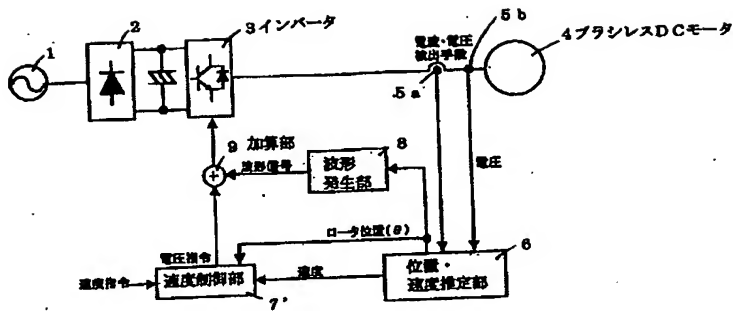 1
2
3インバータ
電流・電圧
検出手段
5a
5b
4ブラシレスDCモータ
9 加算部
波形信号
8
波形
発生部
電圧
ロータ位置(θ)
電圧指令
速度指令
速度制御部
7'
速度
6
位置・
速度推定部